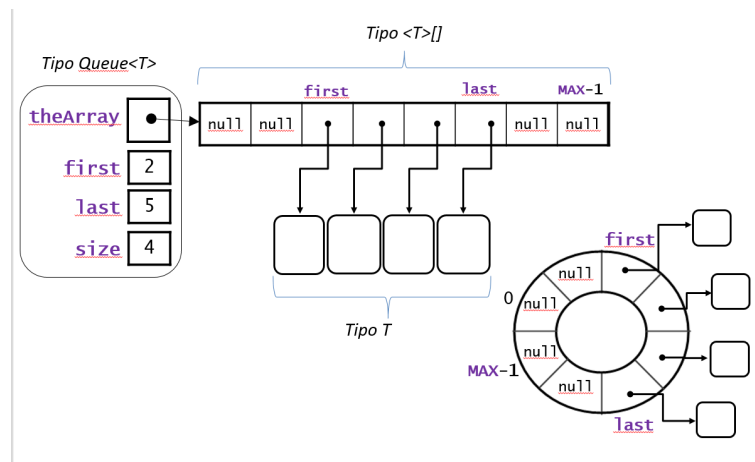 Tipo <T>[]
Tipo Queue<T>
first
last
MAX-1
theArray
null
null
null
null
first
2
last
5
size
4
first
null
0
null
Tipo T
null
MAX-1
null
last